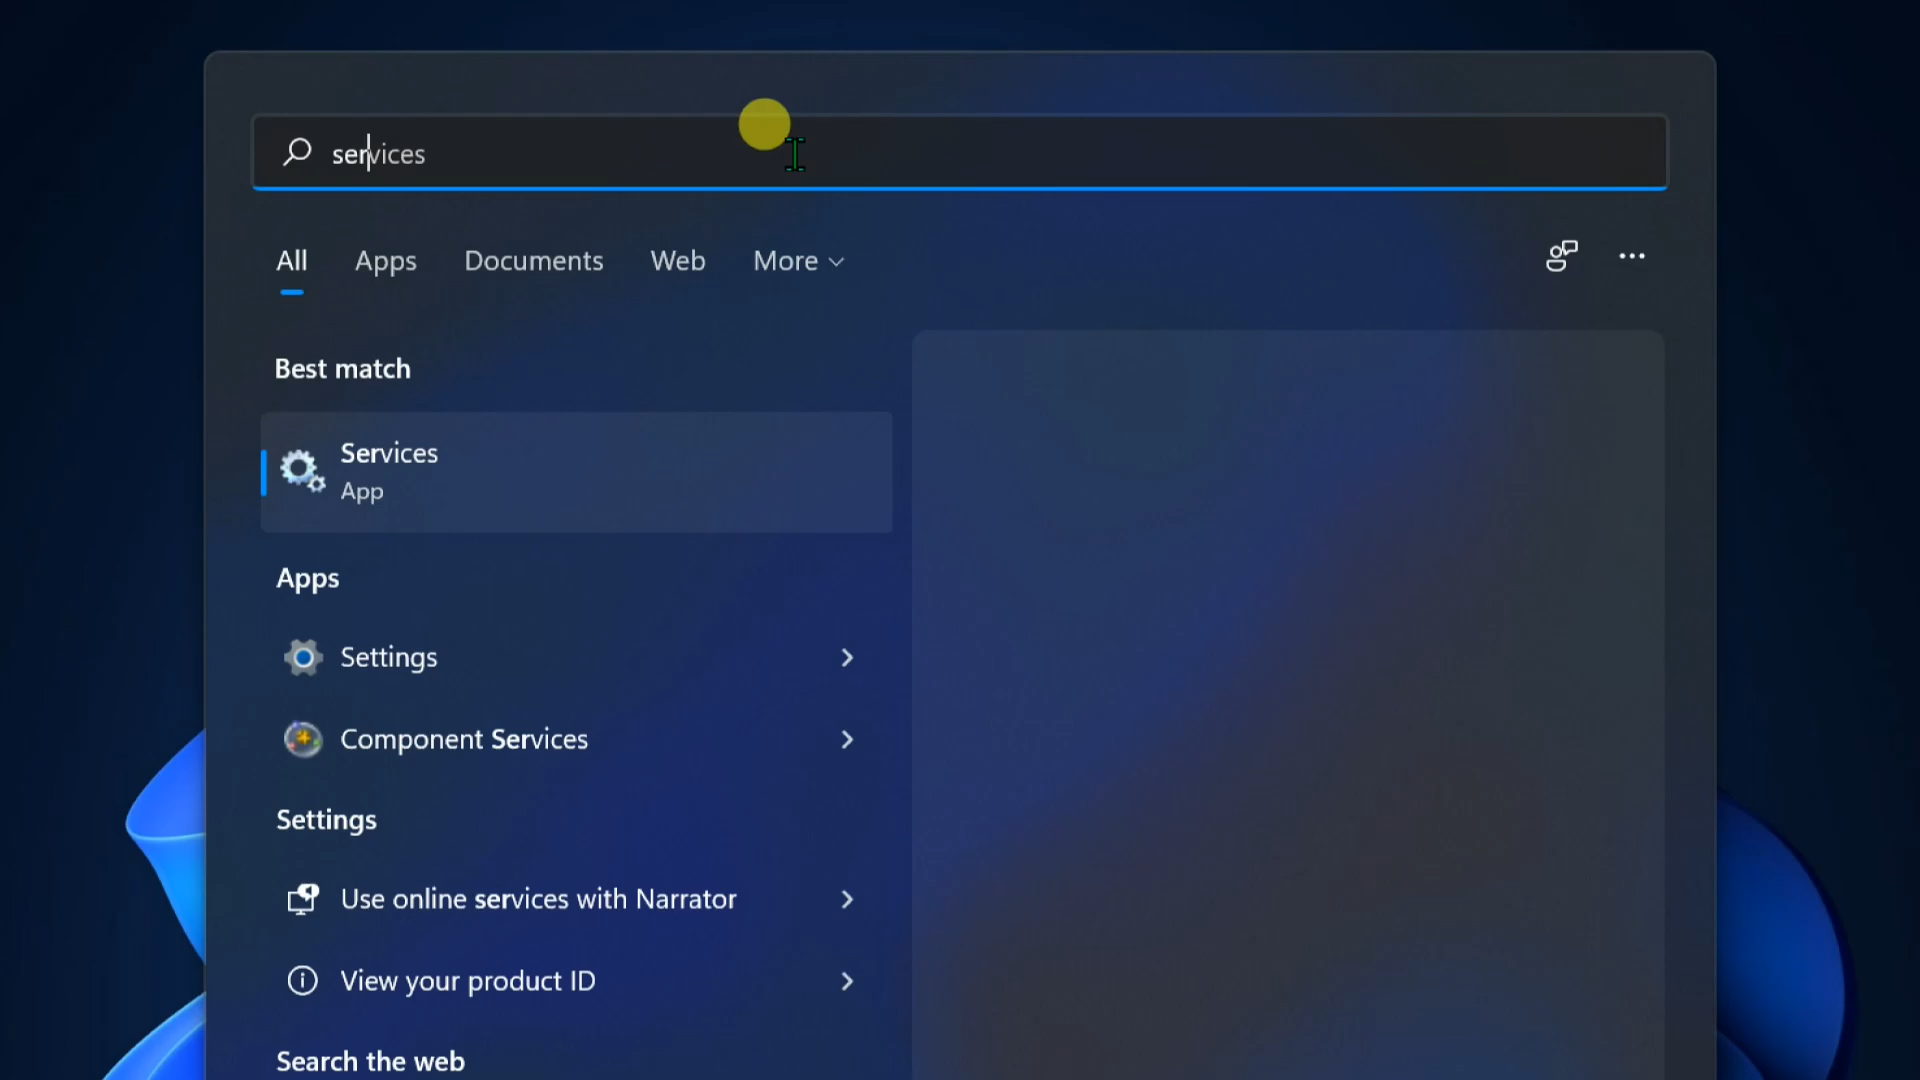 services
All Apps Documents Web More
Best match
Services
App
Apps
Settings
Component Services
Settings
Use online services with Narrator
View your product ID
Search the web